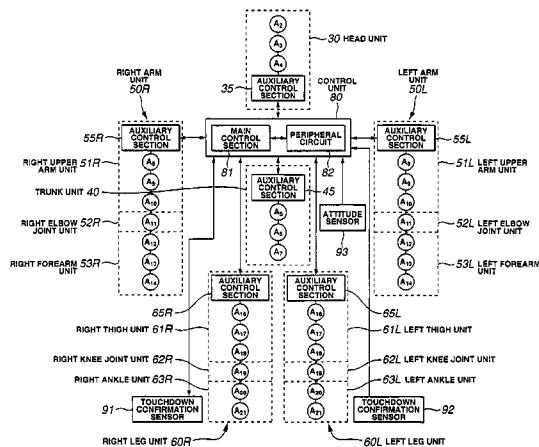 A2
30 HEAD UNIT
A3
A4
RIGHT ARM UNIT 50R
35
AUXILIARY CONTROL SECTION
CONTROL UNIT 80
LEFT ARM UNIT 50L
55R
AUXILIARY CONTROL SECTION
MAIN CONTROL SECTION
PERIPHERAL CIRCUIT
AUXILIARY CONTROL SECTION
55L
RIGHT UPPER ARM UNIT 51R
A8
81
82
A8
51L LEFT UPPER ARM UNIT
A9
TRUNK UNIT 40
AUXILIARY CONTROL SECTION
45
A9
A10
A10
RIGHT ELBOW JOINT UNIT 52R
A11
A5
ATTITUDE SENSOR
93
A11
52L LEFT ELBOW JOINT UNIT
A12
A6
A12
RIGHT FOREARM UNIT 53R
A13
A7
A13
53L LEFT FOREARM UNIT
A14
A14
65R
AUXILIARY CONTROL SECTION
AUXILIARY CONTROL SECTION
65L
A16
A16
RIGHT THIGH UNIT 61R
A17
A17
61L LEFT THIGH UNIT
A18
A18
RIGHT KNEE JOINT UNIT 62R
A19
A19
62L LEFT KNEE JOINT UNIT
RIGHT ANKLE UNIT 63R
A20
A20
63L LEFT ANKLE UNIT
91
TOUCHDOWN CONFIRMATION SENSOR
A21
A21
TOUCHDOWN CONFIRMATION SENSOR
92
RIGHT LEG UNIT 60R
60L LEFT LEG UNIT